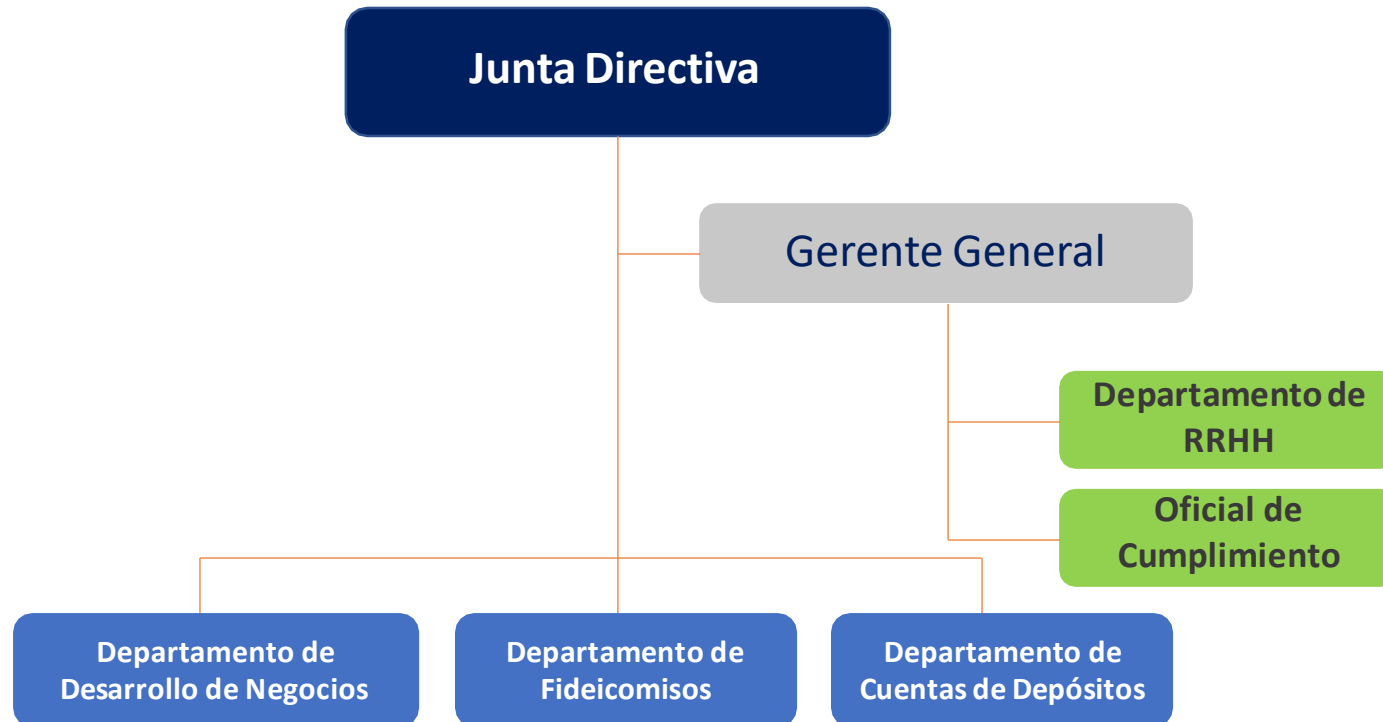 Junta Directiva
Gerente General
Departamento de
RRHH
Oficial de
Cumplimiento
Departamento de
Desarrollo de Negocios
Departamento de
Fideicomisos
Departamento de
Cuentas de Depósitos